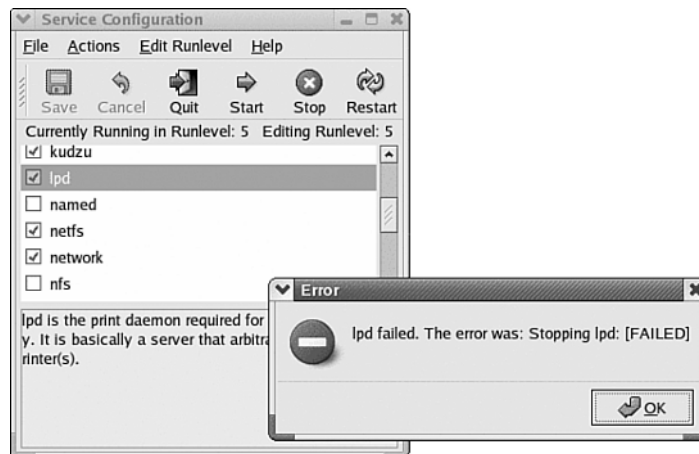 Service Configuration
File Actions Edit Runlevel Help
Save Cancel Quit Start Stop Restart
Currently Running in Runlevel: 5 Editing Runlevel: 5
kudzu
lpd
named
netfs
network
nfs
lpd is the print daemon required for
y. It is basically a server that arbitra
rinter(s).
Error
lpd failed. The error was: Stopping lpd: [FAILED]
OK